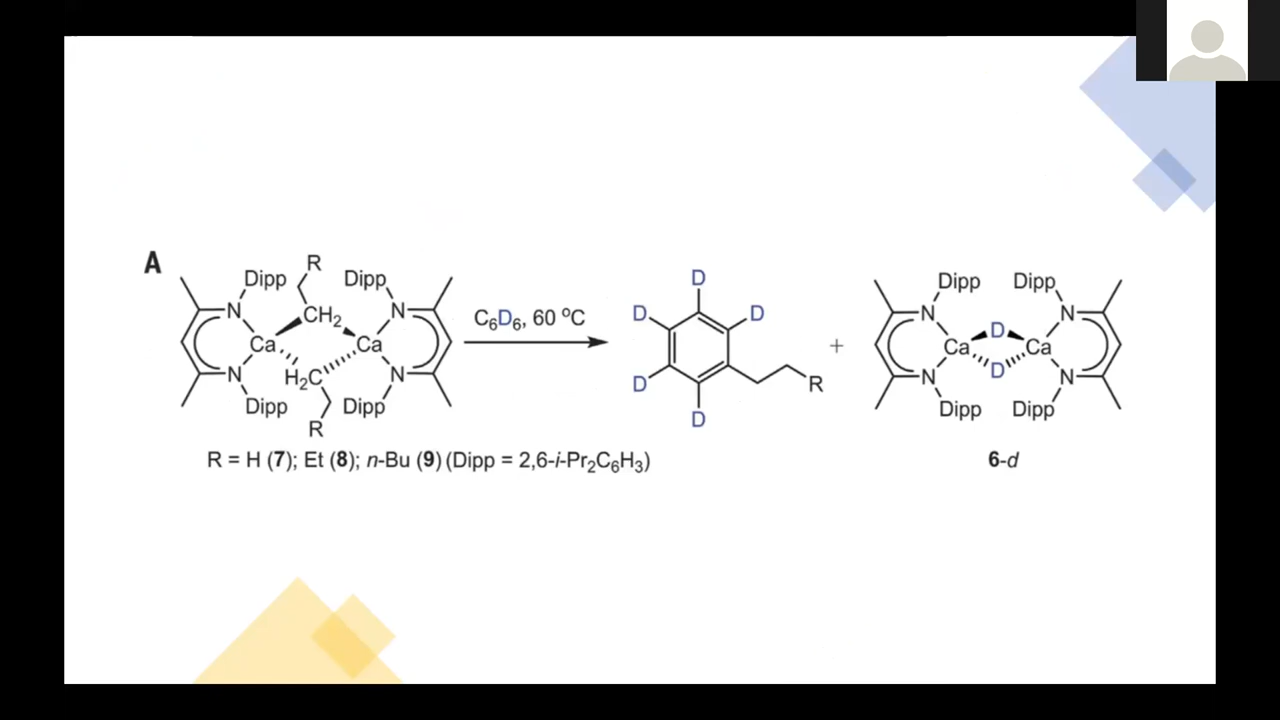 A
Dipp R Dipp
N CH₂ N
Ca Ca
H₂C
N N
Dipp R Dipp
C₆D₆, 60 ºC
D
D D
D R
D
+
Dipp Dipp
N N
Ca D Ca
D
N N
Dipp Dipp
R = H (7); Et (8); n-Bu (9) (Dipp = 2,6-i-Pr₂C₆H₃)
6-d